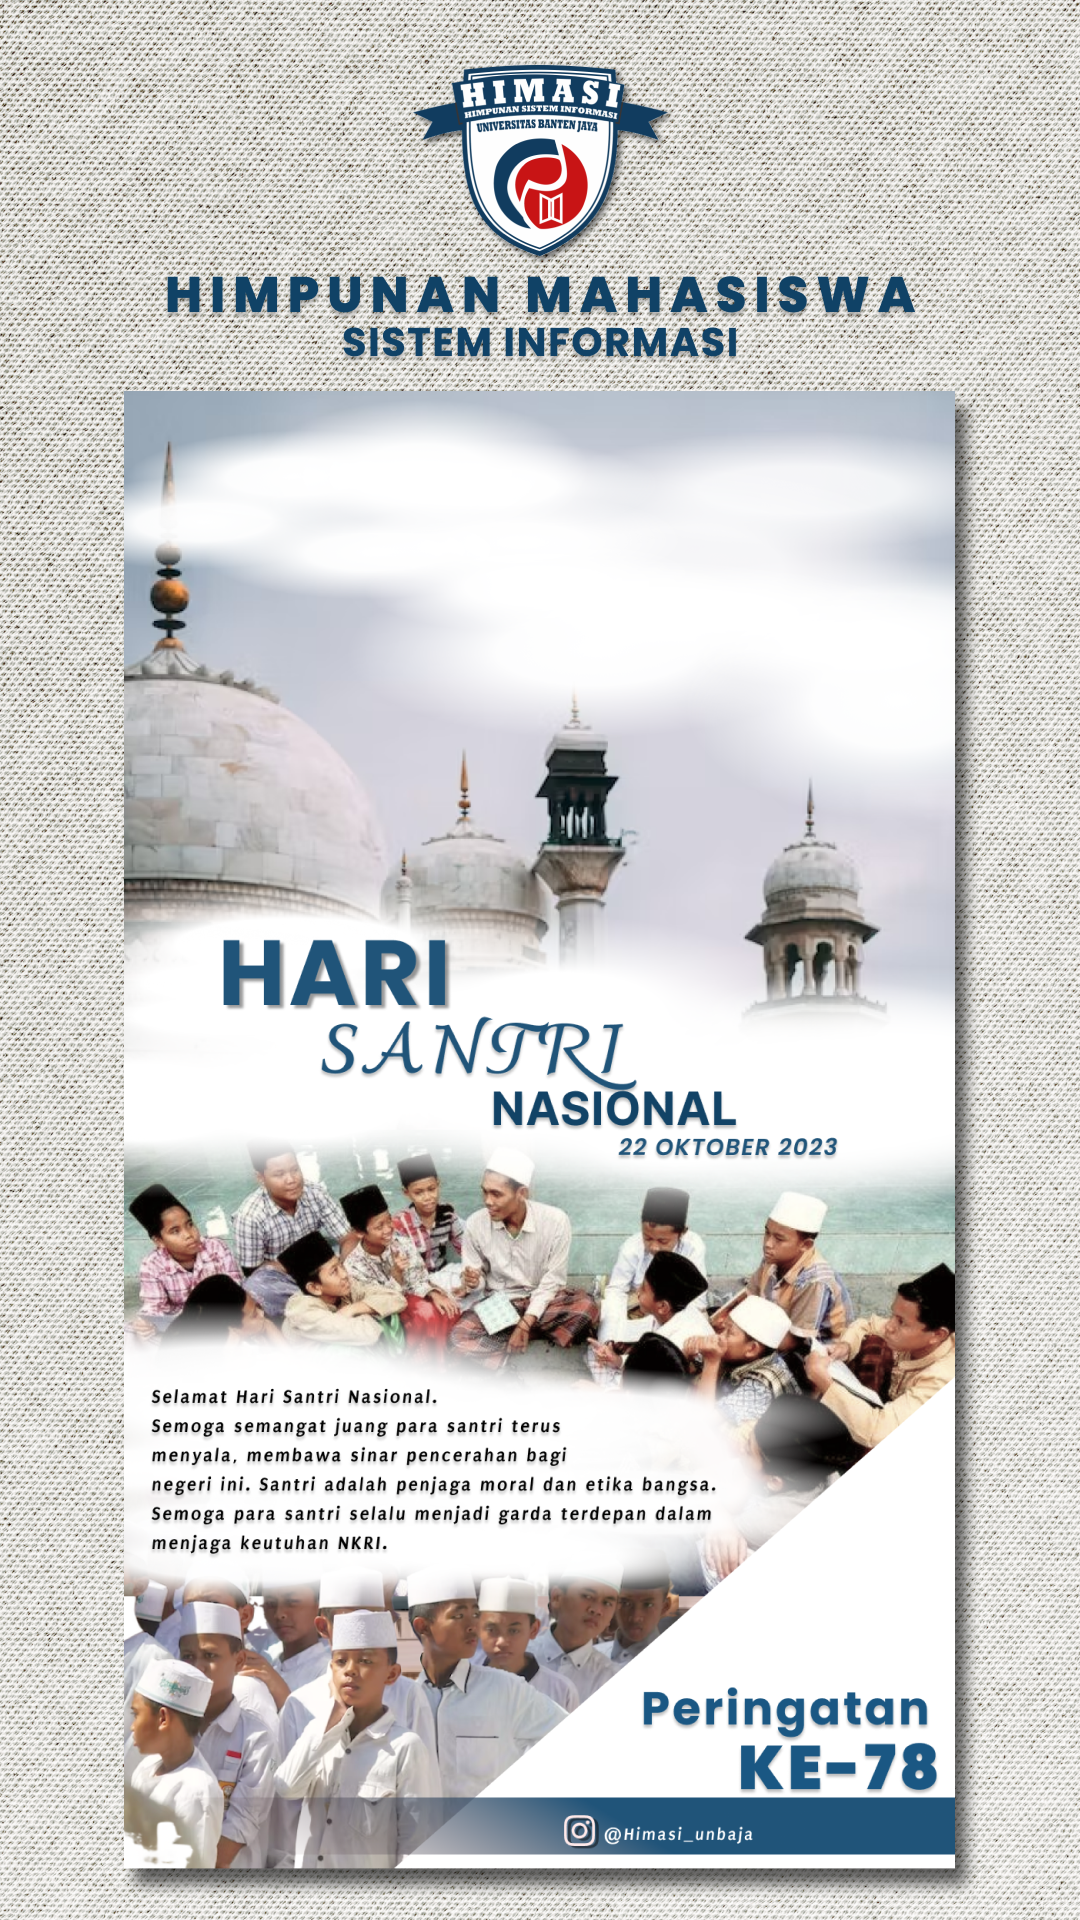 HIMASI
HIMPUNAN SISTEM INFORMASI
UNIVERSITAS BANTEN JAYA
HIMPUNAN MAHASISWA
SISTEM INFORMASI
HARI
SANTRI
NASIONAL
22 OKTOBER 2023
Selamat Hari Santri Nasional.
Semoga semangat juang para santri terus
menyala, membawa sinar pencerahan bagi
negeri ini. Santri adalah penjaga moral dan etika bangsa.
Semoga para santri selalu menjadi garda terdepan dalam
menjaga keutuhan NKRI.
Peringatan
KE-78
@Himasi_unbaja